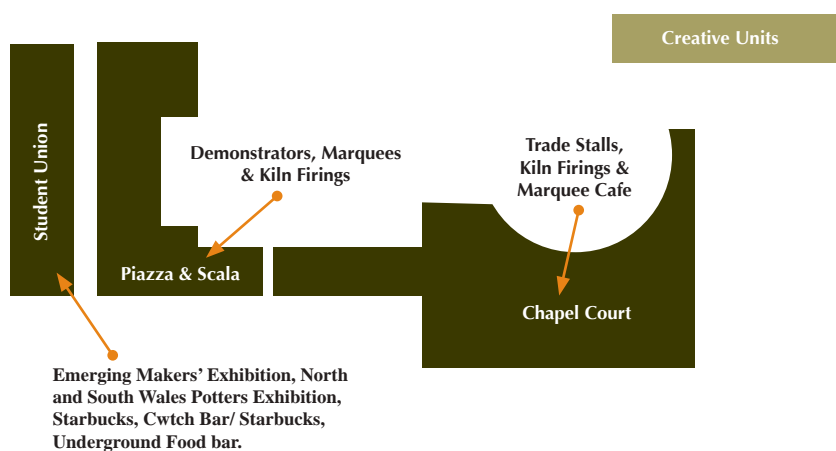 Creative Units
Student Union
Demonstrators, Marquees
& Kiln Firings
Trade Stalls,
Kiln Firings &
Marquee Cafe
Piazza & Scala
Chapel Court
Emerging Makers’ Exhibition, North
and South Wales Potters Exhibition,
Starbucks, Cwtch Bar/ Starbucks,
Underground Food bar.